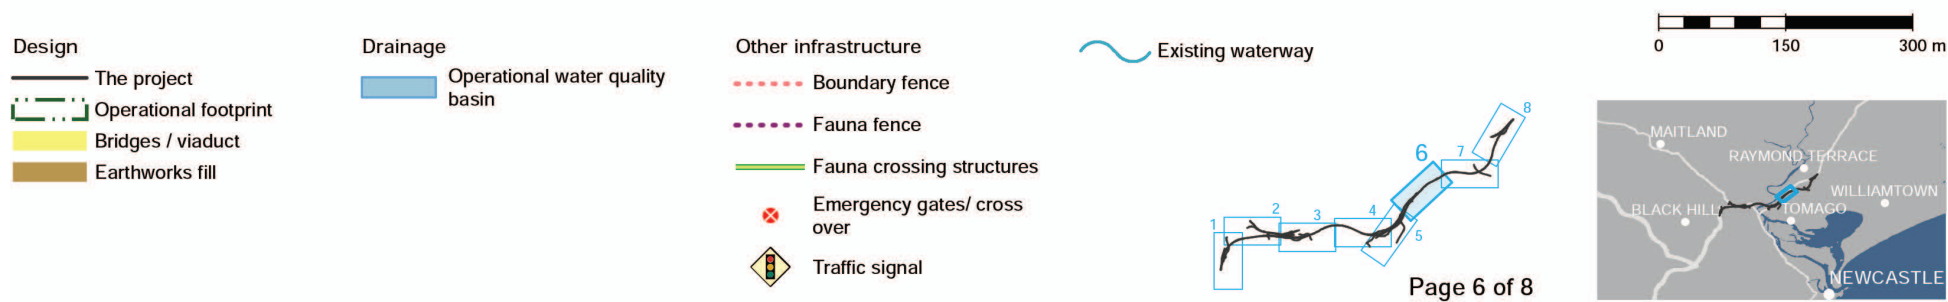 Design
The project
Operational footprint
Bridges / viaduct
Earthworks fill
Drainage
Operational water quality
basin
Other infrastructure
Boundary fence
Fauna fence
Fauna crossing structures
Emergency gates/ cross
over
Traffic signal
Existing waterway
1
2
3
4
5
6
7
8
Page 6 of 8
0 150 300 m
MAITLAND
RAYMOND TERRACE
WILLIAMTOWN
BLACK HILL
TOMAGO
NEWCASTLE